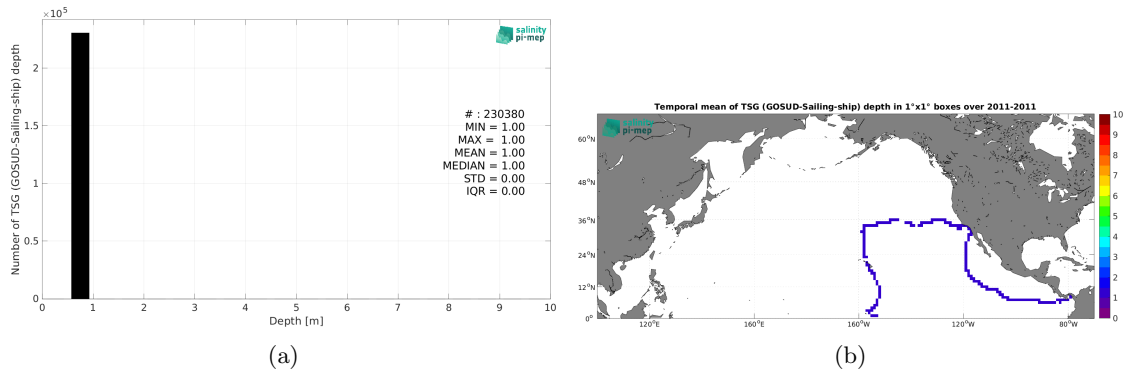 ×10⁵
salinity
pi-mep
Number of TSG (GOSUD-Sailing-ship) depth
2
1.5
1
0.5
0
# : 230380
MIN = 1.00
MAX = 1.00
MEAN = 1.00
MEDIAN = 1.00
STD = 0.00
IQR = 0.00
0 1 2 3 4 5 6 7 8 9 10
Depth [m]
(a)
Temporal mean of TSG (GOSUD-Sailing-ship) depth in 1°x1° boxes over 2011-2011
salinity
pi-mep
60°N
48°N
36°N
24°N
12°N
0°
120°E 160°E 160°W 120°W 80°W
10
9
8
7
6
5
4
3
2
1
0
(b)